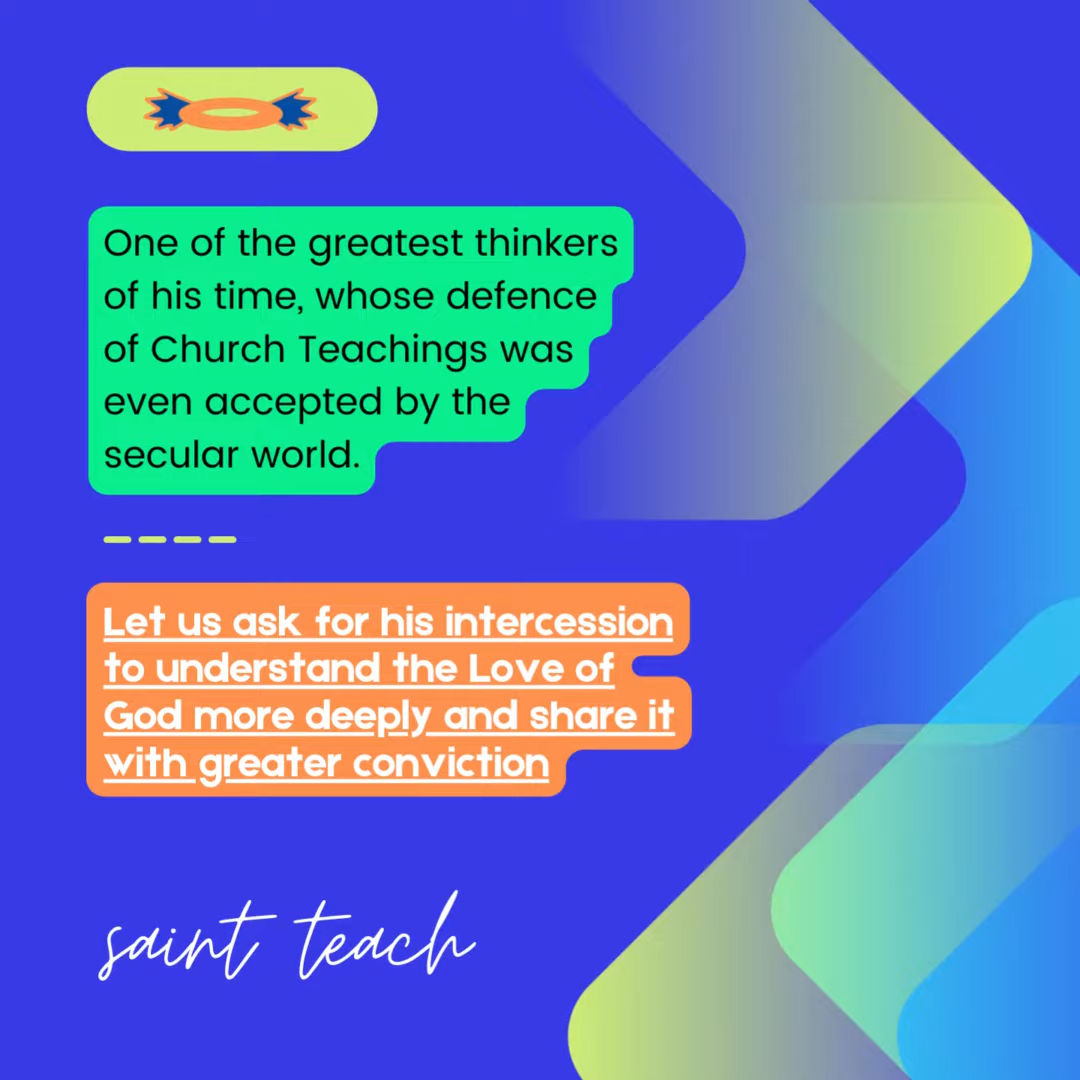 One of the greatest thinkers
of his time, whose defence
of Church Teachings was
even accepted by the
secular world.
Let us ask for his intercession
to understand the Love of
God more deeply and share it
with greater conviction
saint teach